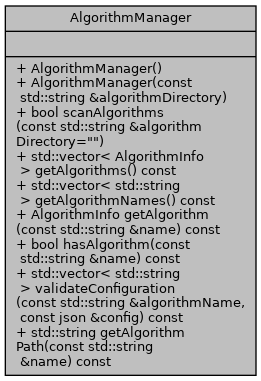 AlgorithmManager
+ AlgorithmManager()
+ AlgorithmManager(const
std::string &algorithmDirectory)
+ bool scanAlgorithms
(const std::string &algorithm
Directory="")
+ std::vector< AlgorithmInfo
> getAlgorithms() const
+ std::vector< std::string
> getAlgorithmNames() const
+ AlgorithmInfo getAlgorithm
(const std::string &name) const
+ bool hasAlgorithm(const
std::string &name) const
+ std::vector< std::string
> validateConfiguration
(const std::string &algorithmName,
const json &config) const
+ std::string getAlgorithm
Path(const std::string
&name) const